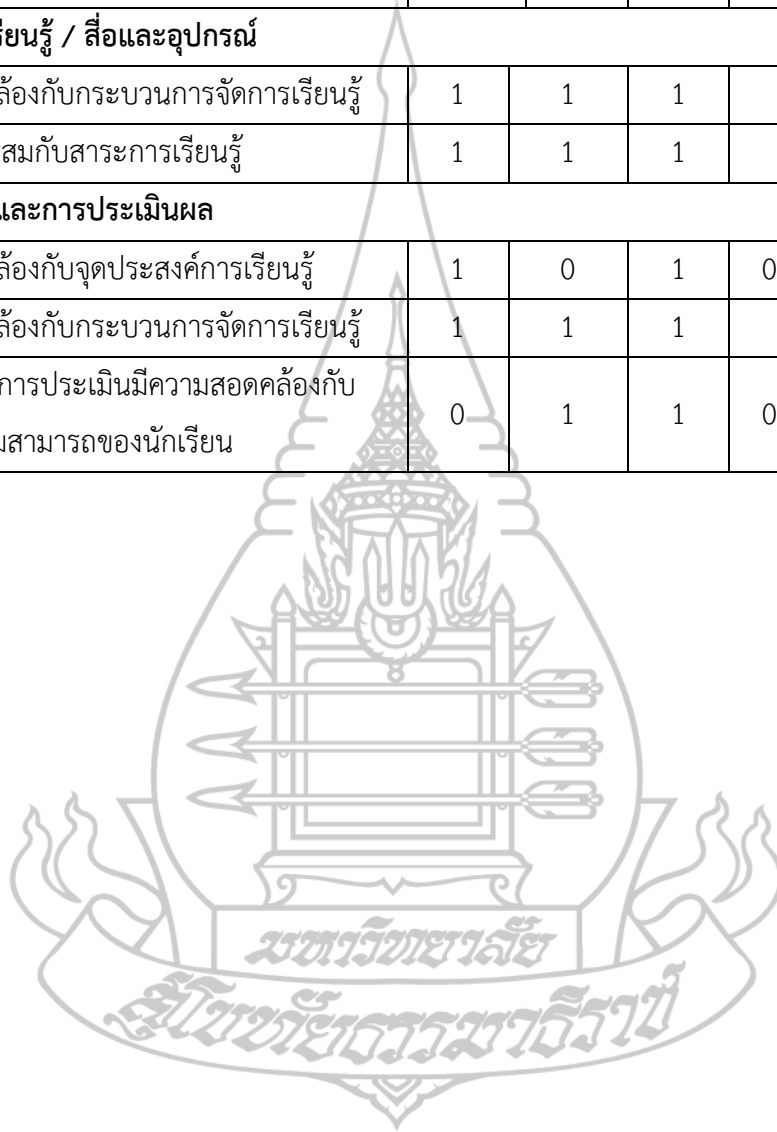 รียนรู้ / สื่อและอุปกรณ์
ล้องกับกระบวนการจัดการเรียนรู้ 1 1 1
สมกับสาระการเรียนรู้ 1 1 1
และการประเมินผล
ล้องกับจุดประสงค์การเรียนรู้ 1 0 1 0
ล้องกับกระบวนการจัดการเรียนรู้ 1 1 1
การประเมินมีความสอดคล้องกับ
มสามารถของนักเรียน 0 1 1 0
มหาวิทยาลัย
สุโขทัยธรรมาธิราช